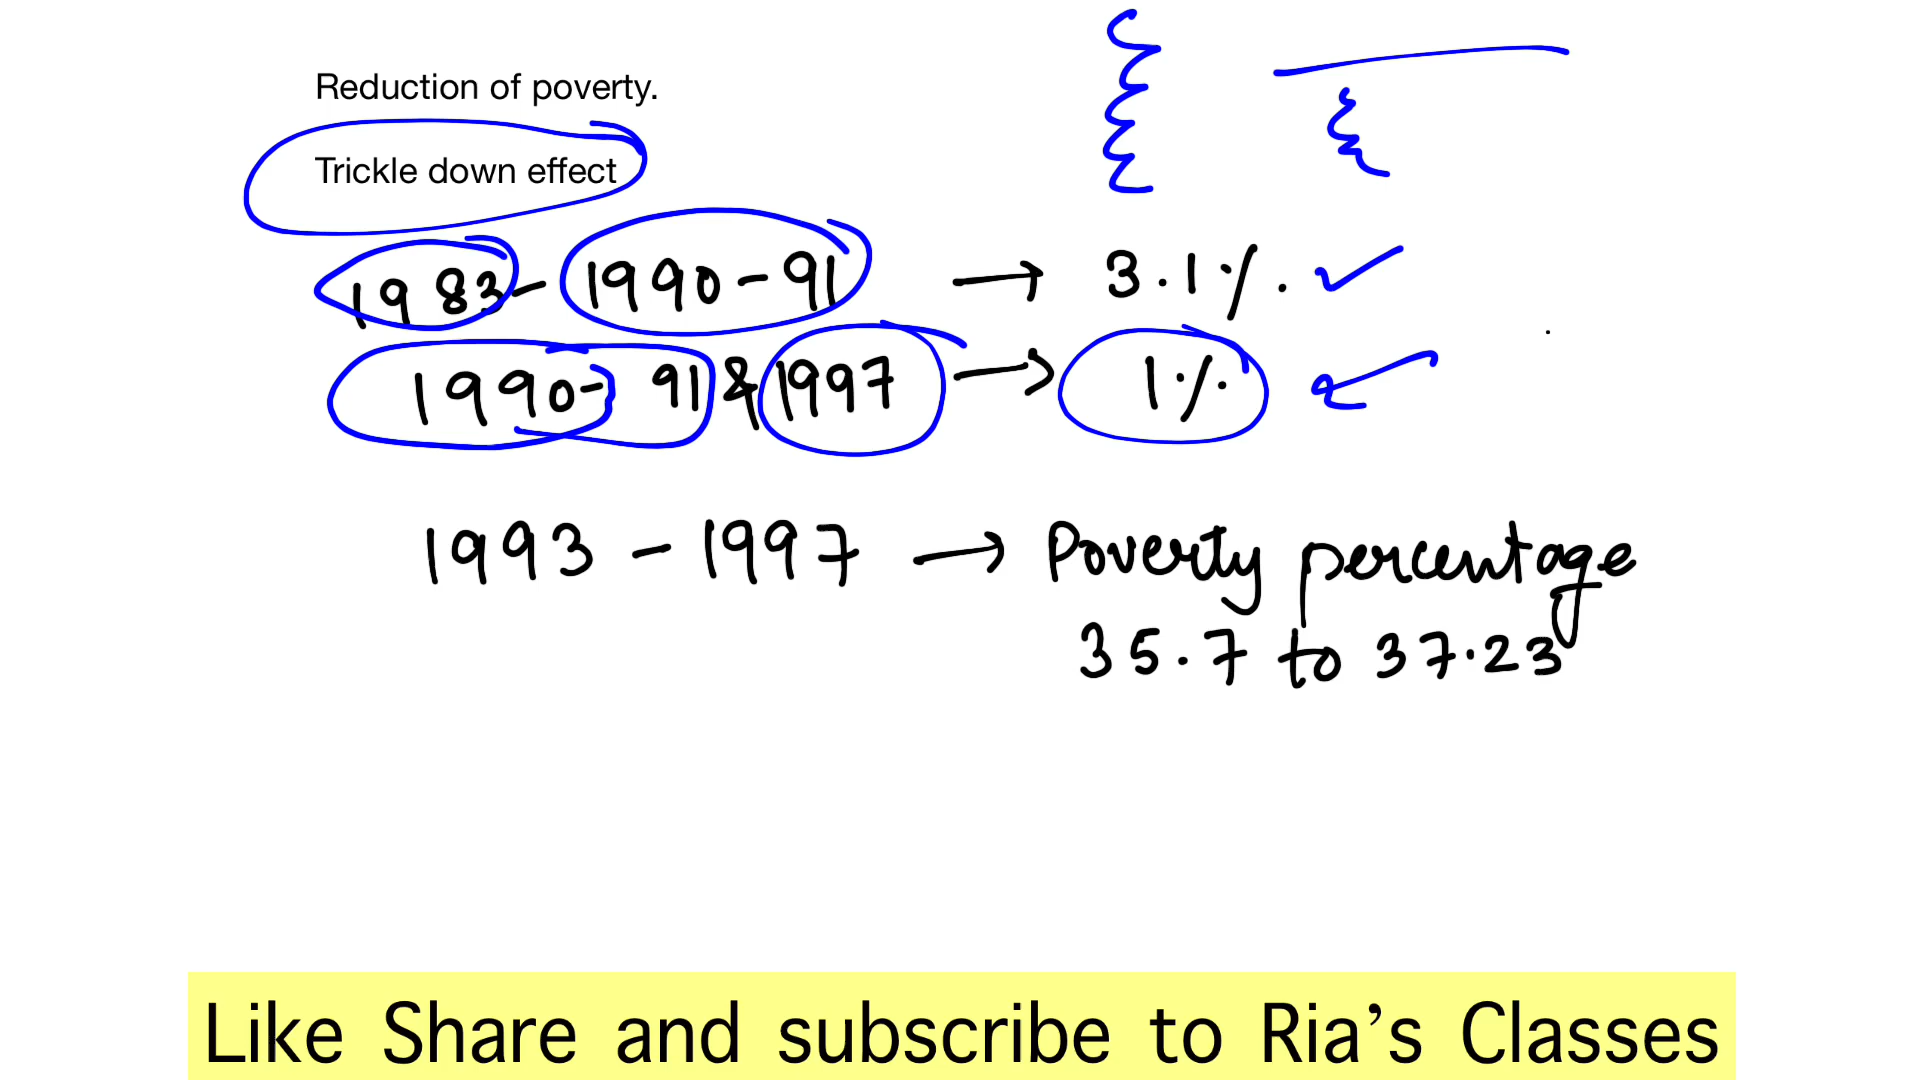 Reduction of poverty.
Trickle down effect
1983 - 1990-91 → 3.1%.
1990-91 & 1997 → 1%
1993 - 1997 → Poverty percentage
35.7 to 37.23
Like Share and subscribe to Ria’s Classes